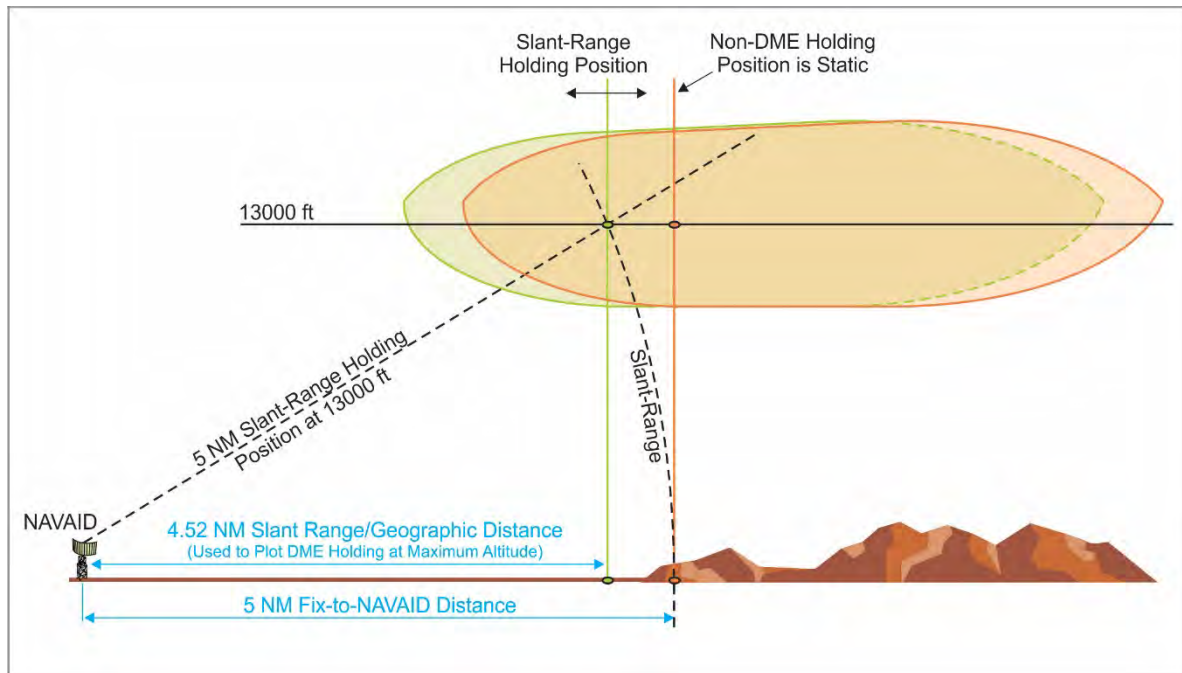 Slant-Range
Holding Position
Non-DME Holding
Position is Static
13000 ft
5 NM Slant-Range Holding
Position at 13000 ft
Slant-Range
NAVAID
4.52 NM Slant Range/Geographic Distance
(Used to Plot DME Holding at Maximum Altitude)
5 NM Fix-to-NAVAID Distance